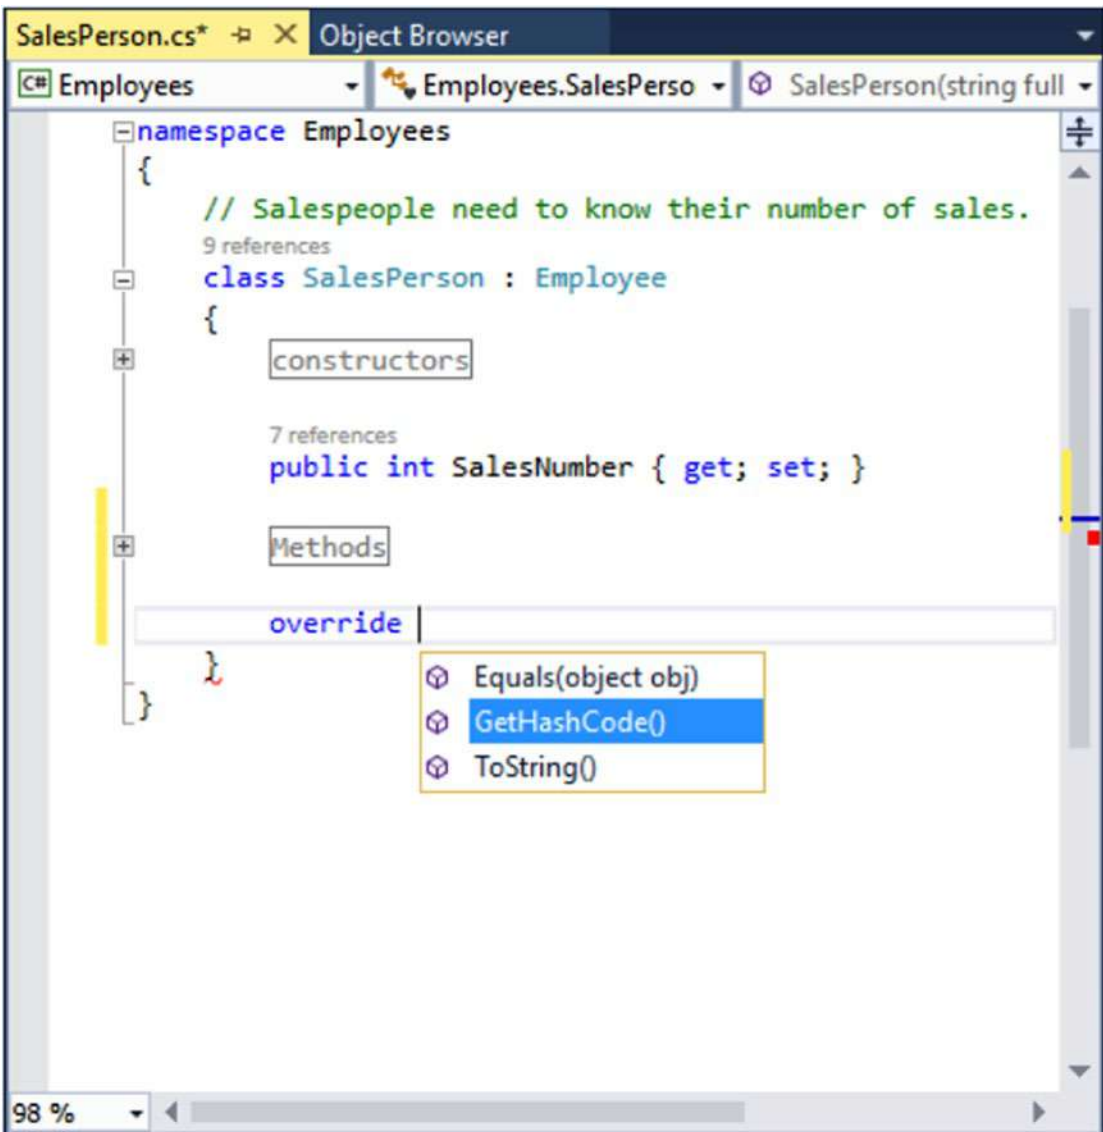 SalesPerson.cs* Object Browser
C# Employees Employees.SalesPerso SalesPerson(string full
namespace Employees
{
// Salespeople need to know their number of sales.
9 references
class SalesPerson : Employee
{
constructors
7 references
public int SalesNumber { get; set; }
Methods
override
}
Equals(object obj)
}
GetHashCode()
ToString()
98 %